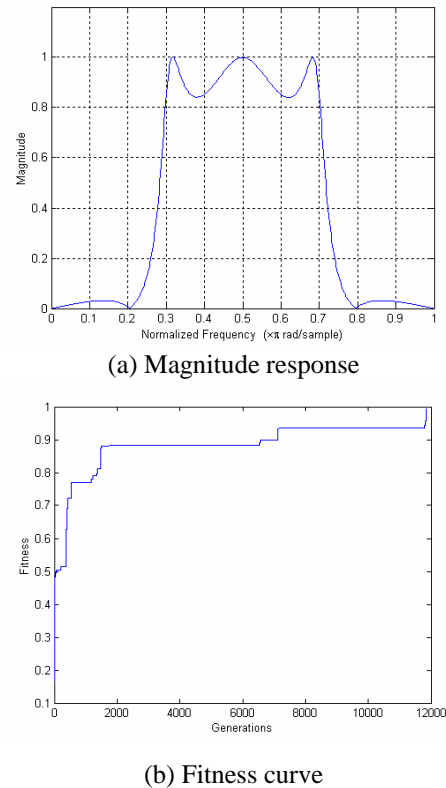 1
0.8
0.6
0.4
0.2
0
Magnitude
0 0.1 0.2 0.3 0.4 0.5 0.6 0.7 0.8 0.9 1
Normalized Frequency (×π rad/sample)
(a) Magnitude response
1
0.9
0.8
0.7
0.6
0.5
0.4
0.3
0.2
0.1
Fitness
0 2000 4000 6000 8000 10000 12000
Generations
(b) Fitness curve